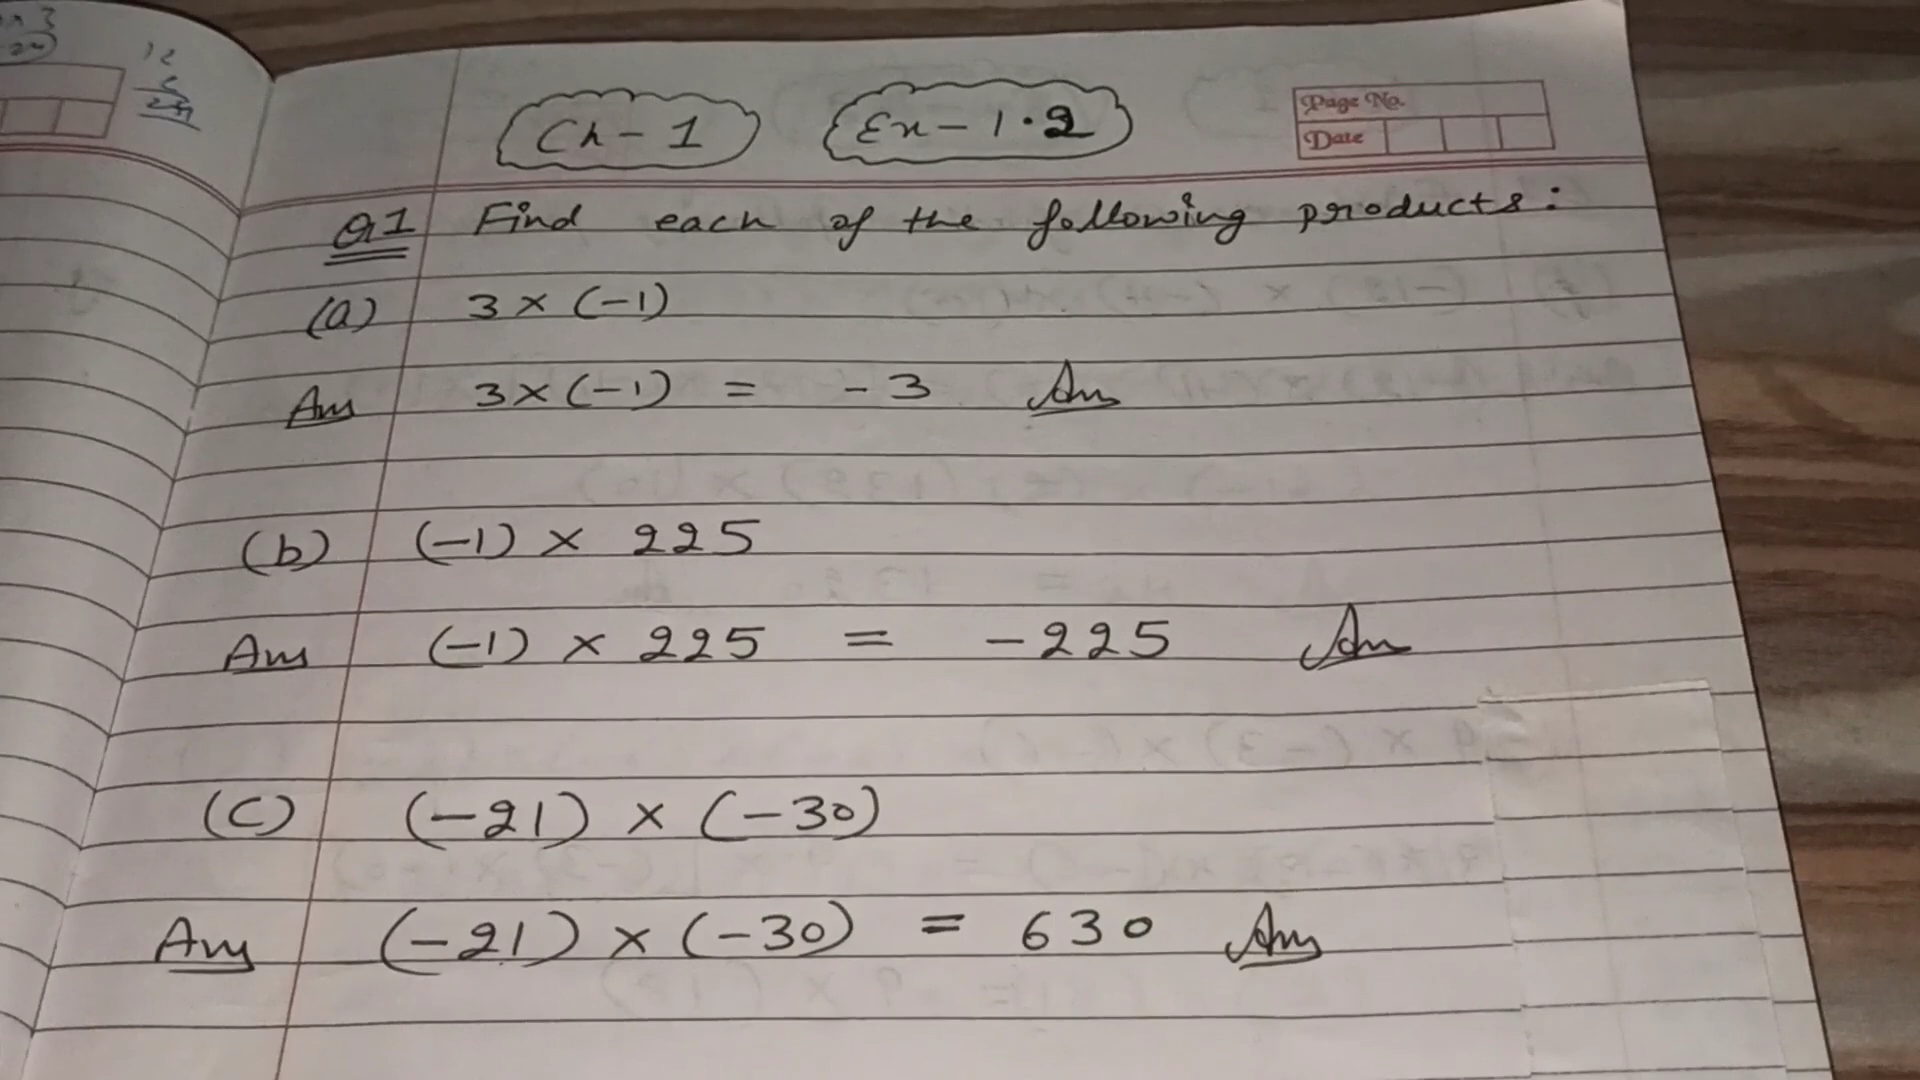 Ch - 1 Ex - 1.2
Page No.
Date
Q1 Find each of the following products:
(a) 3 × (-1)
Ans 3 × (-1) = - 3 Ans
(b) (-1) × 225
Ans (-1) × 225 = -225 Ans
(C) (-21) × (-30)
Ans (-21) × (-30) = 630 Ans